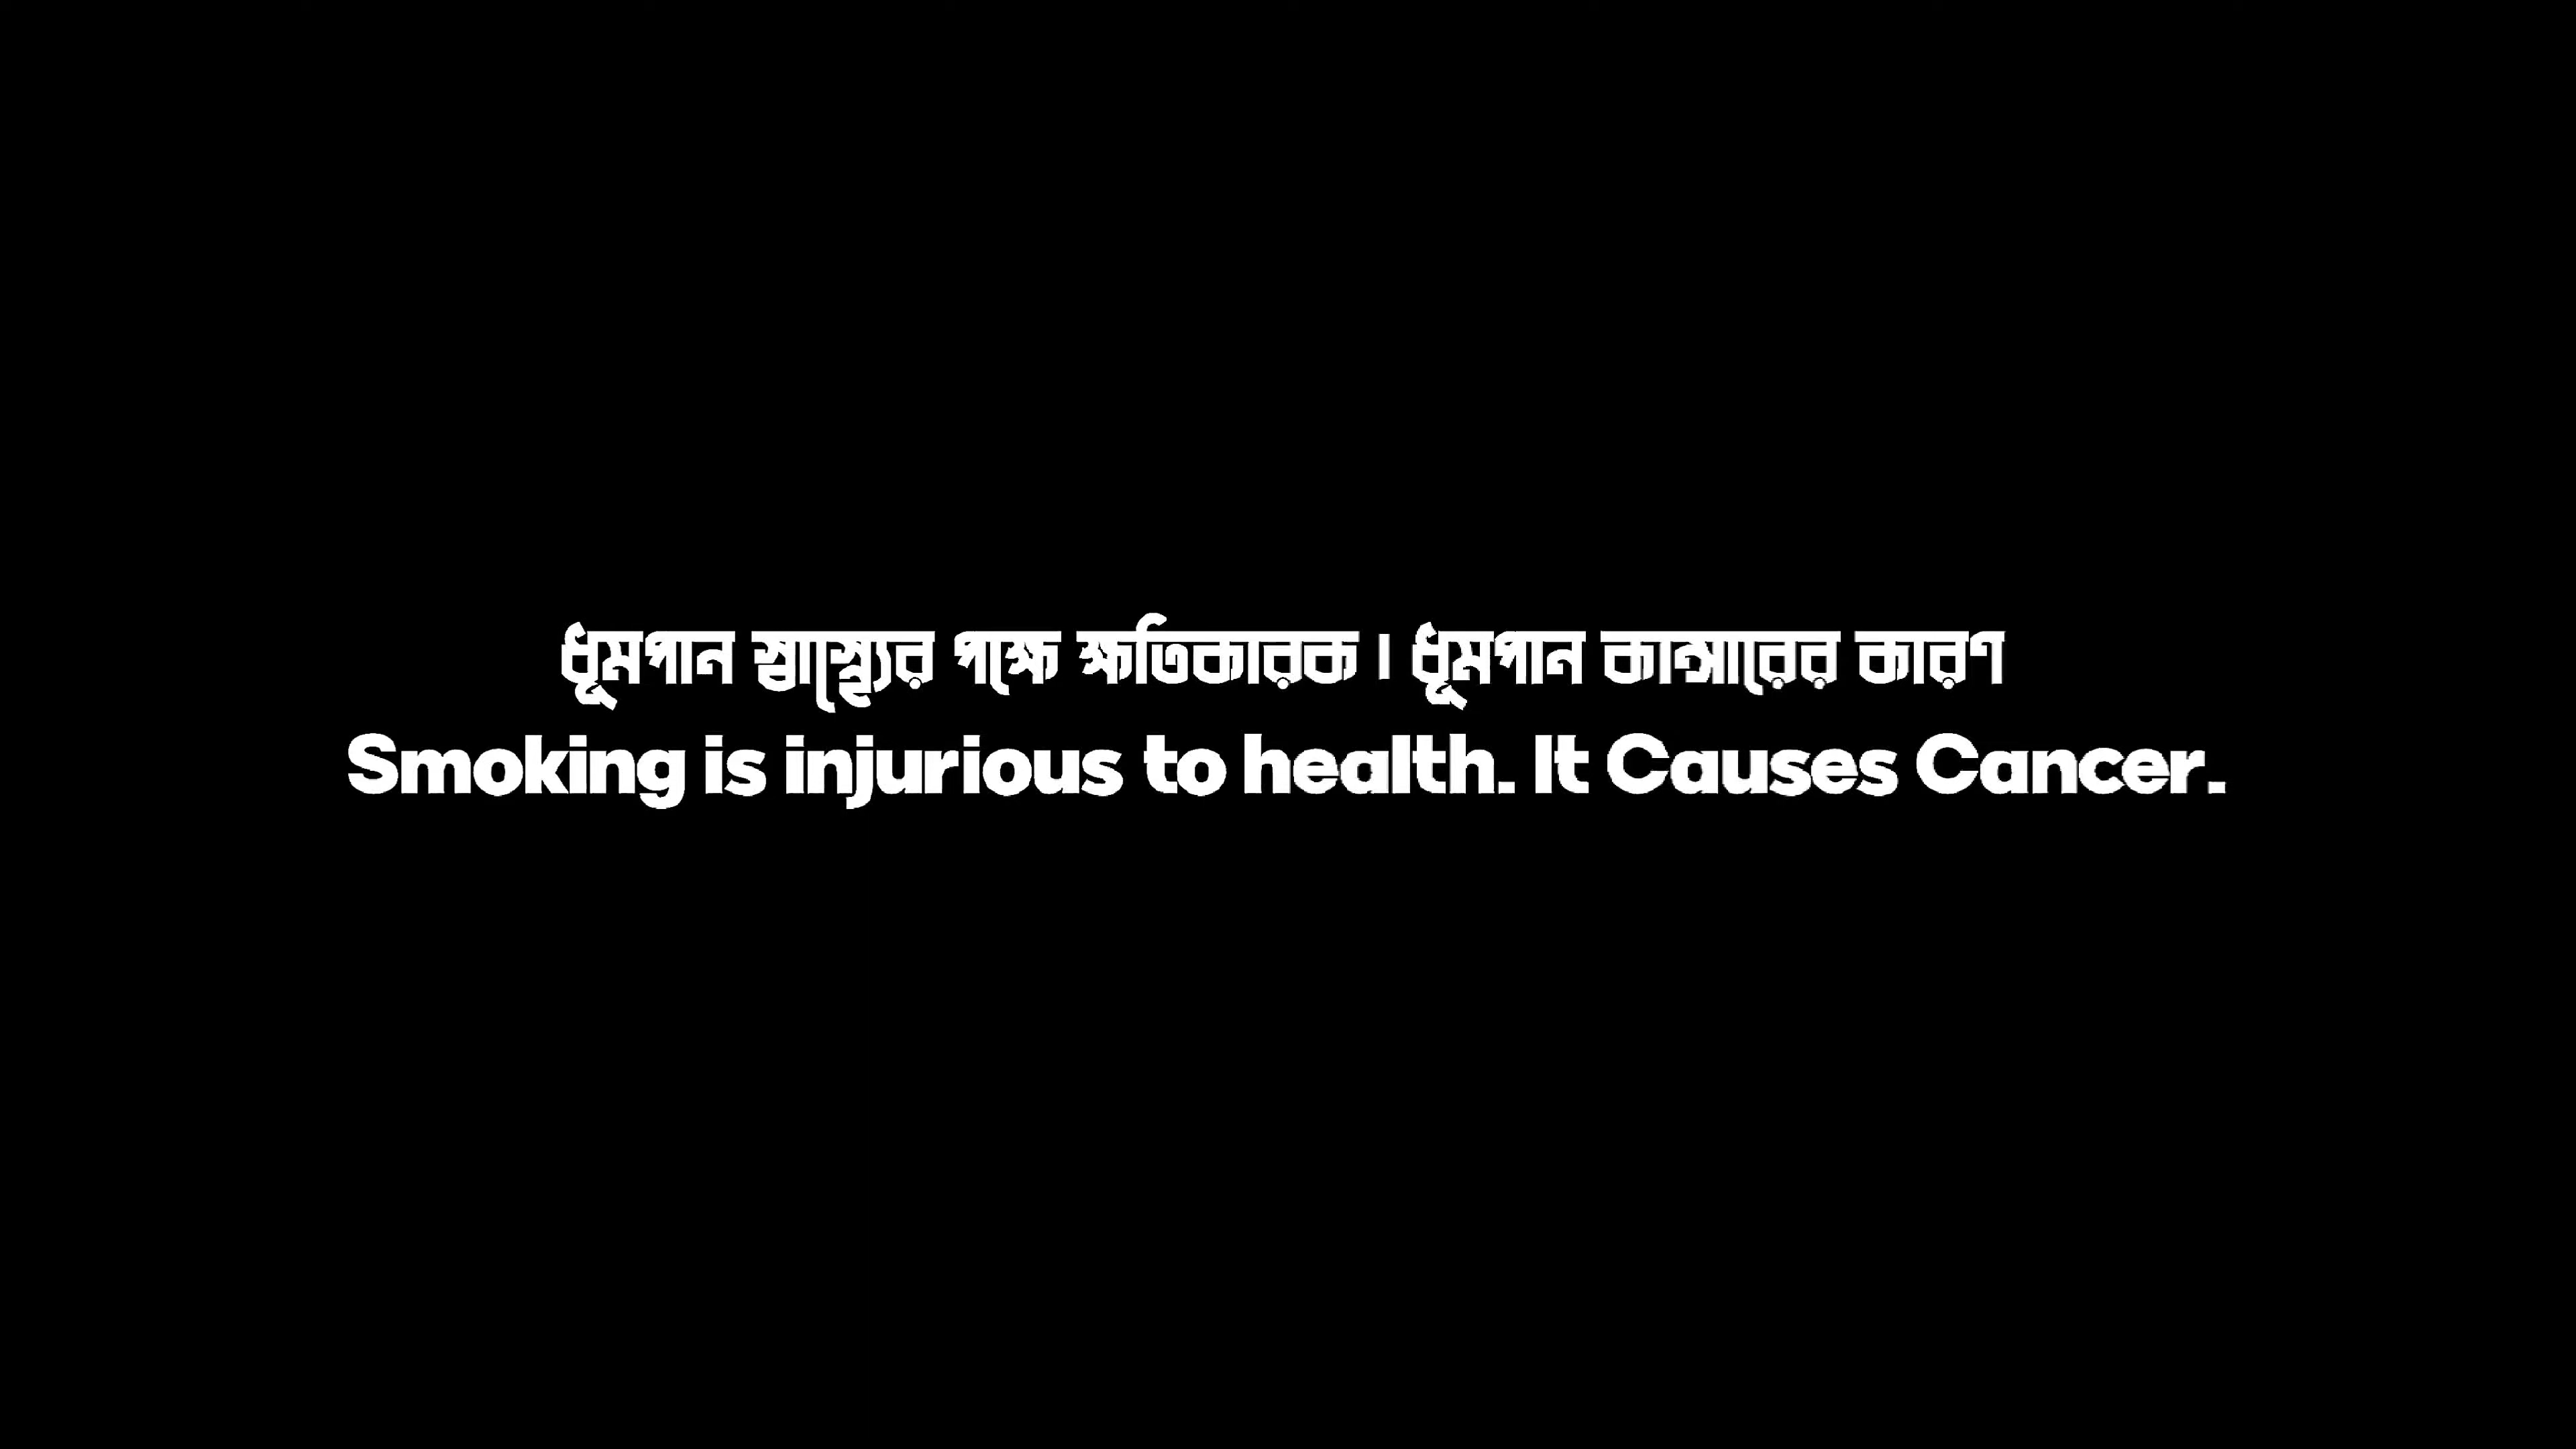 ধূমপান স্বাস্থ্যের পক্ষে ক্ষতিকারক। ধূমপান কান্সারের কারণ
Smoking is injurious to health. It Causes Cancer.